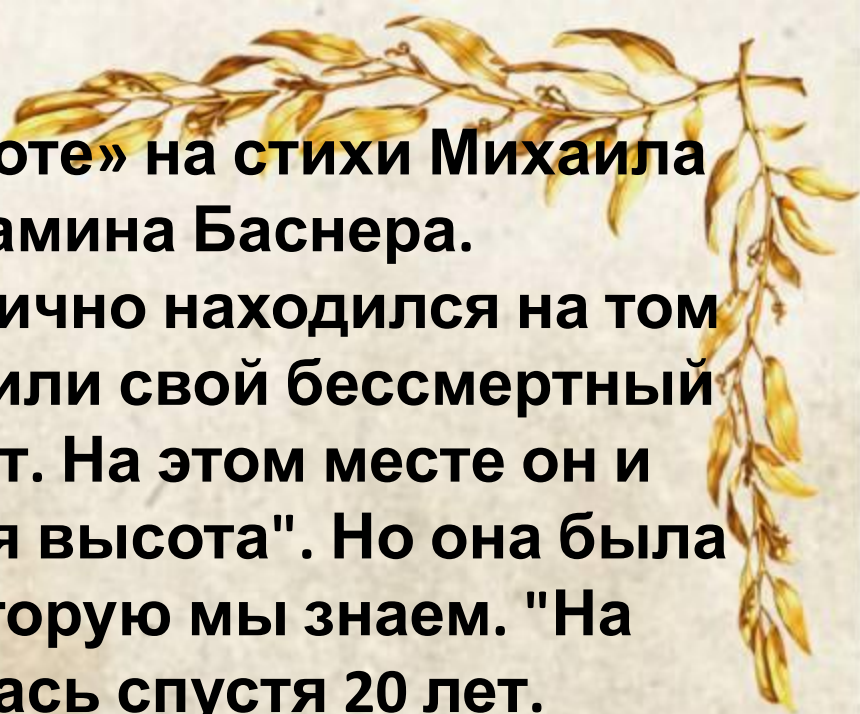 оте» на стихи Михаила
амина Баснера.
ично находился на том
или свой бессмертный
т. На этом месте он и
я высота". Но она была
торую мы знаем. "На
ась спустя 20 лет.